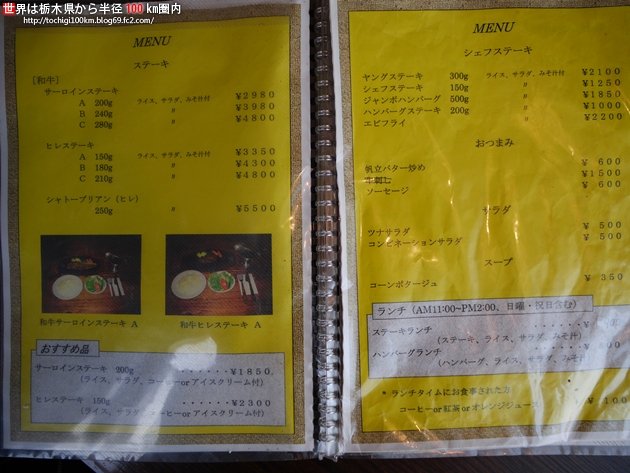 世界は栃木県から半径 100 km圏内
http://tochigi100km.blog69.fc2.com/
MENU
ステーキ
〔和牛〕
サーロインステーキ
A 200g ライス、サラダ、みそ汁付 ¥2980
B 240g 〃 ¥3980
C 280g 〃 ¥4800
ヒレステーキ
A 150g ライス、サラダ、みそ汁付 ¥3350
B 180g 〃 ¥4300
C 210g 〃 ¥4800
シャトーブリアン（ヒレ）
250g 〃 ¥5500
和牛サーロインステーキ A
和牛ヒレステーキ A
おすすめ品
サーロインステーキ 200g ・・・・・・・¥1850
(ライス、サラダ、コーヒーorアイスクリーム付)
ヒレステーキ 150g ・・・・・・¥2300
(ライス、サラダ、コーヒーorアイスクリーム付)
MENU
シェフステーキ
ヤングステーキ 300g ライス、サラダ、みそ汁付 ¥2100
シェフステーキ 150g 〃 ¥1250
ジャンボハンバーグ 500g 〃 ¥1850
ハンバーグステーキ 200g 〃 ¥1000
エビフライ 〃 ¥2200
おつまみ
帆立バター炒め ¥ 600
牛刺し ¥1500
ソーセージ ¥ 600
サラダ
ツナサラダ ¥ 500
コンビネーションサラダ ¥ 500
スープ
コーンポタージュ ¥ 350
ランチ（AM11:00~PM2:00、日曜・祝日含む）
ステーキランチ ・・・・・・
(ステーキ、ライス、サラダ、みそ汁)
ハンバーグランチ ・・・・・・
(ハンバーグ、ライス、サラダ、みそ汁)
* ランチタイムにお食事された方
コーヒーor紅茶orオレンジジュース ¥100